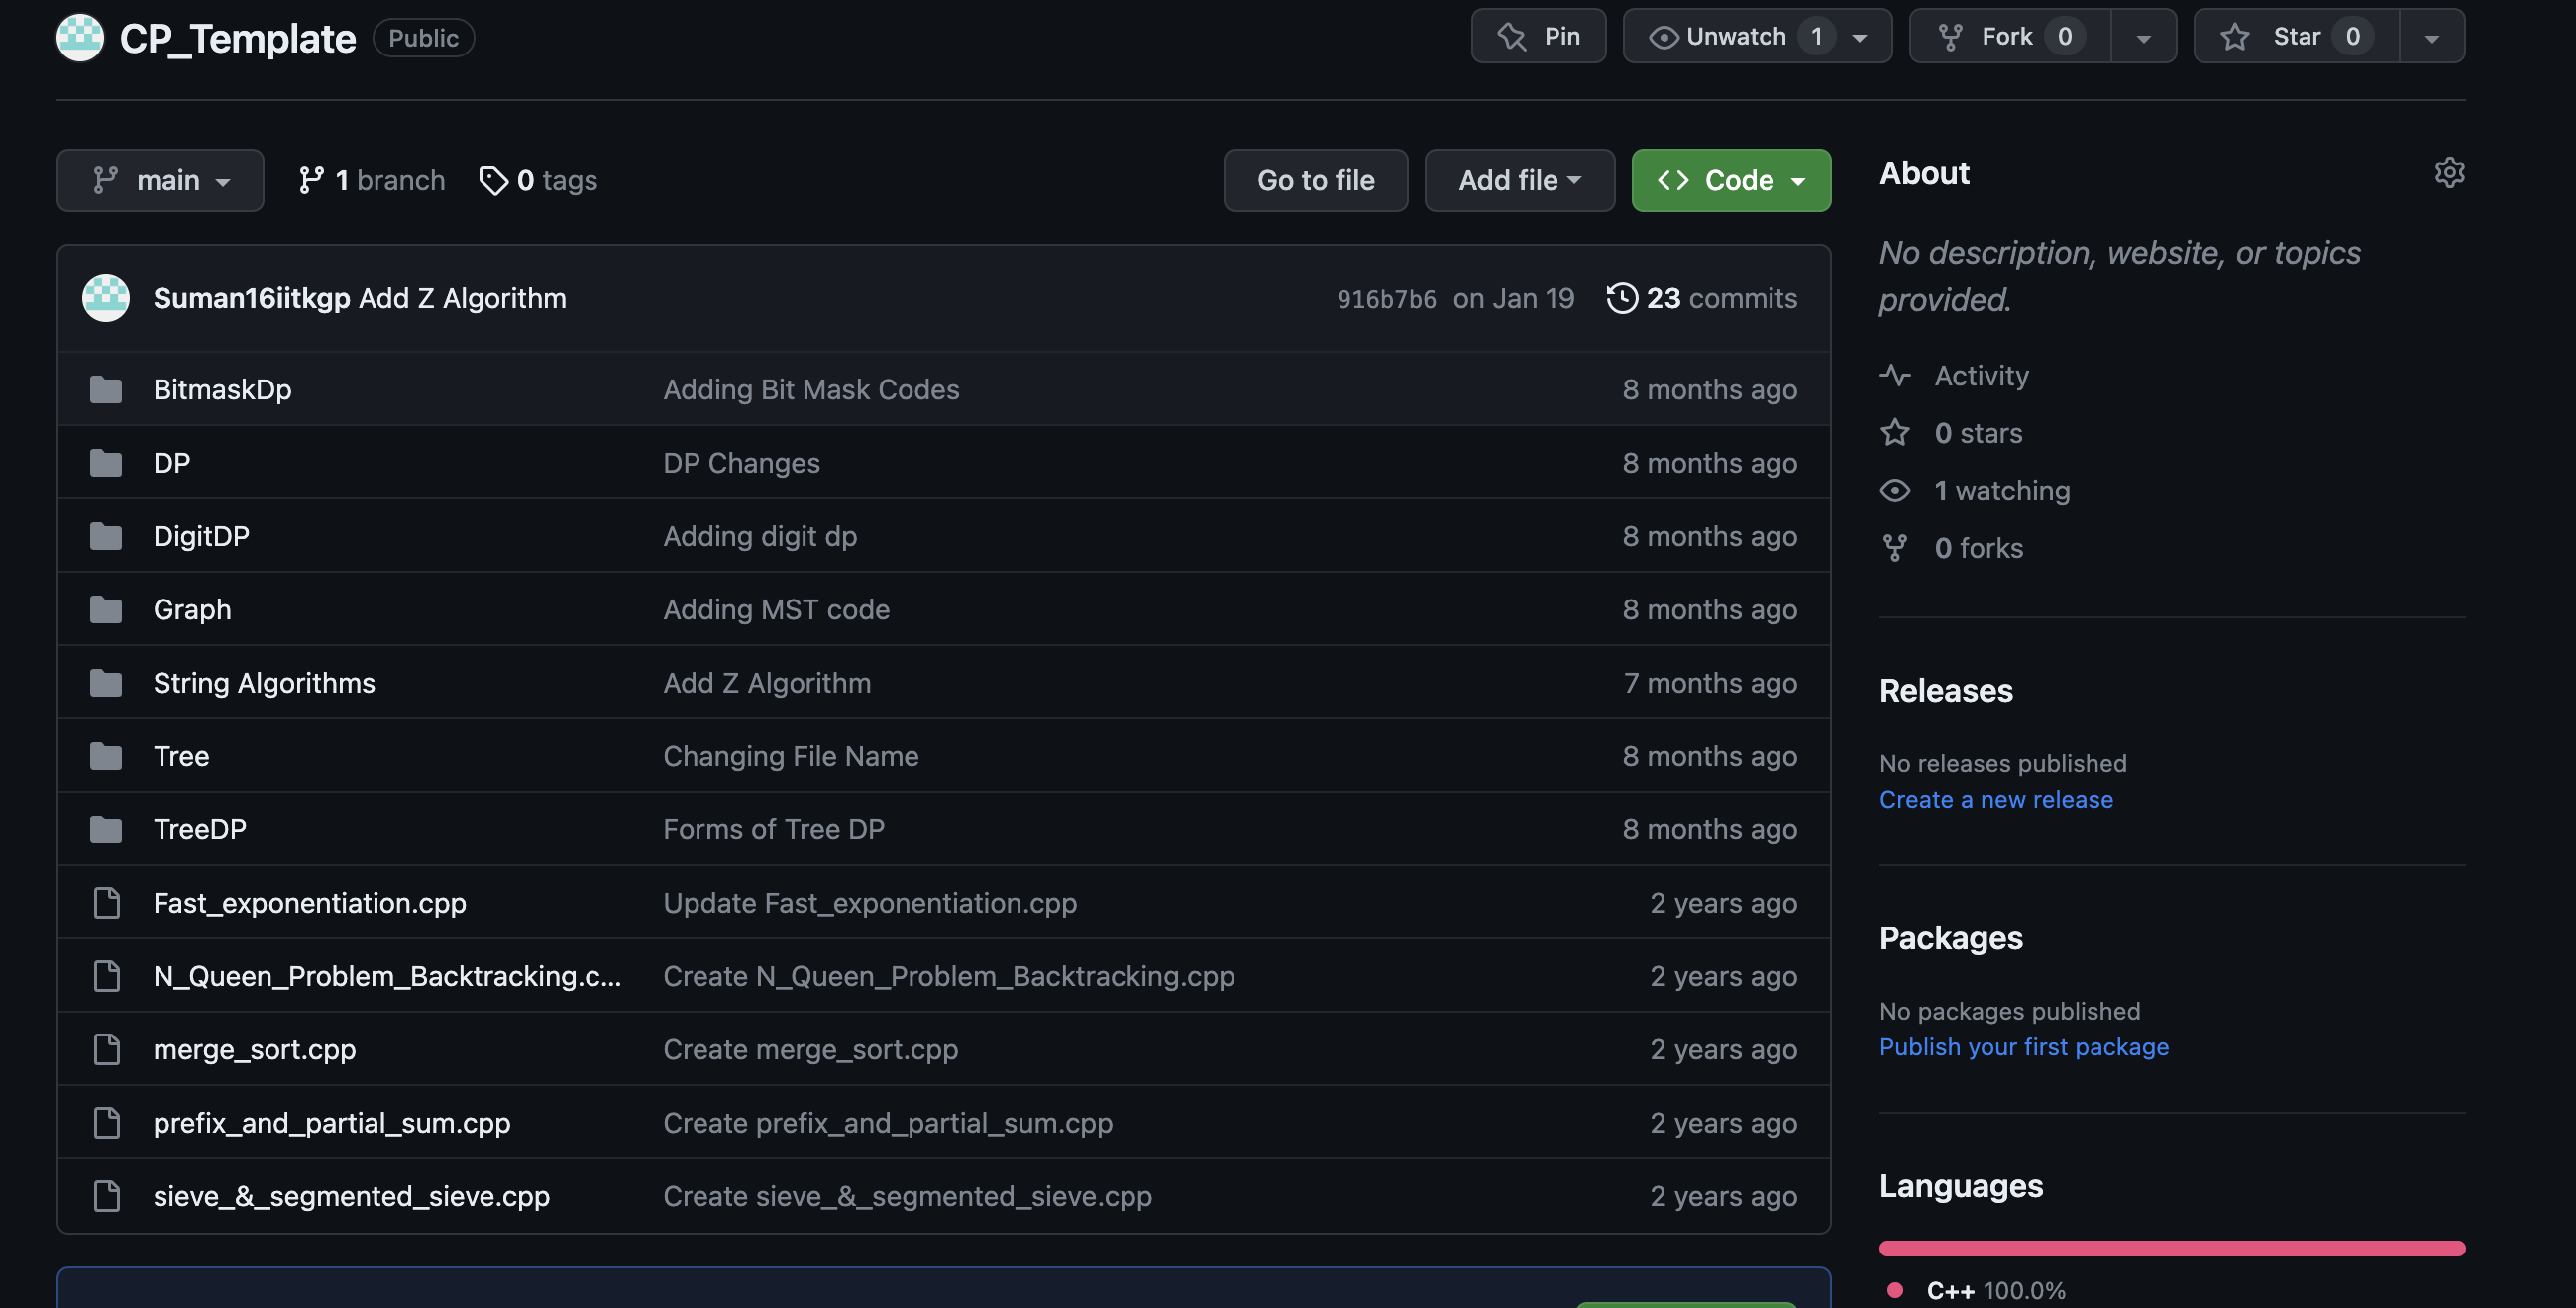 CP_Template Public Pin Unwatch 1 Fork 0 Star 0
main 1 branch 0 tags Go to file Add file Code
Suman16iitkgp Add Z Algorithm 916b7b6 on Jan 19 23 commits
BitmaskDp Adding Bit Mask Codes 8 months ago
DP DP Changes 8 months ago
DigitDP Adding digit dp 8 months ago
Graph Adding MST code 8 months ago
String Algorithms Add Z Algorithm 7 months ago
Tree Changing File Name 8 months ago
TreeDP Forms of Tree DP 8 months ago
Fast_exponentiation.cpp Update Fast_exponentiation.cpp 2 years ago
N_Queen_Problem_Backtracking.c... Create N_Queen_Problem_Backtracking.cpp 2 years ago
merge_sort.cpp Create merge_sort.cpp 2 years ago
prefix_and_partial_sum.cpp Create prefix_and_partial_sum.cpp 2 years ago
sieve_&_segmented_sieve.cpp Create sieve_&_segmented_sieve.cpp 2 years ago
About
No description, website, or topics
provided.
Activity
0 stars
1 watching
0 forks
Releases
No releases published
Create a new release
Packages
No packages published
Publish your first package
Languages
C++ 100.0%